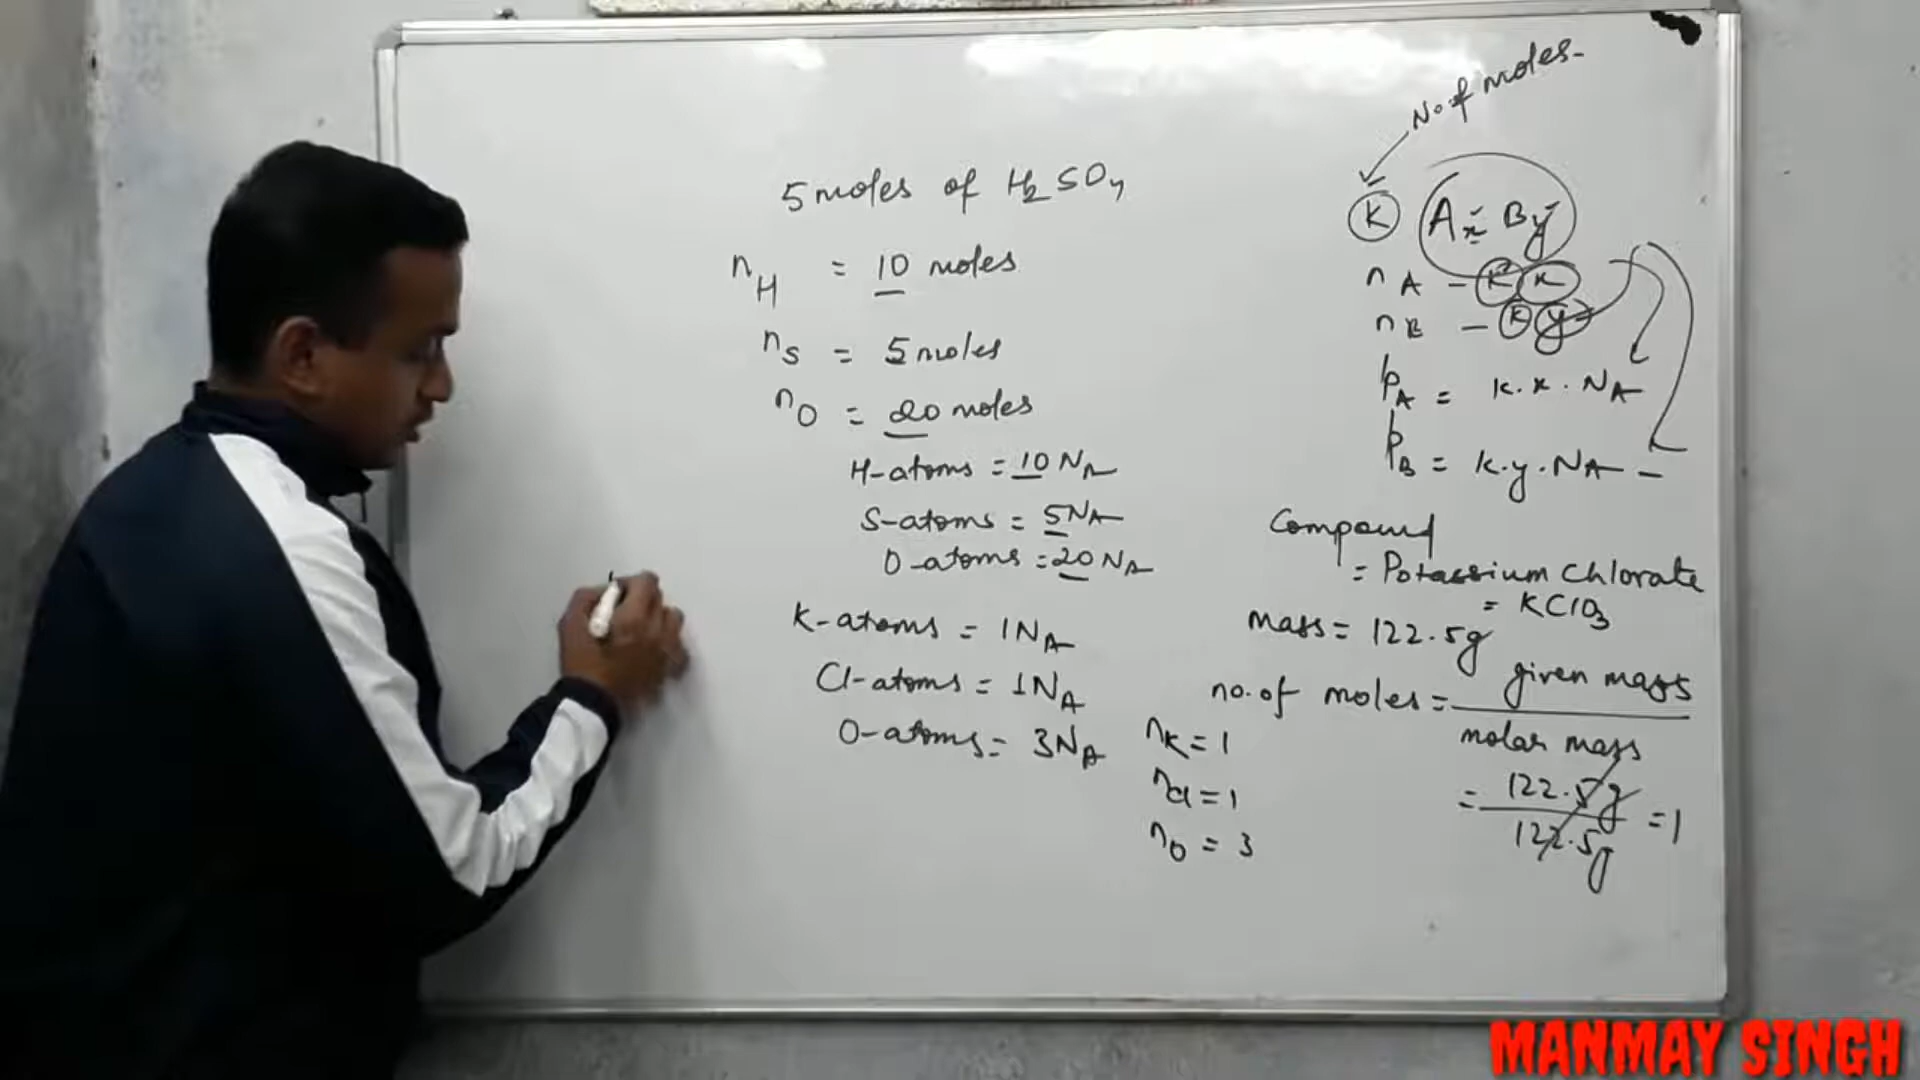 5 moles of H2SO4
nH = 10 moles
nS = 5 moles
nO = 20 moles
H-atoms = 10 NA
S-atoms = 5NA
O-atoms = 20 NA
K-atoms = 1NA
Cl-atoms = 1NA
O-atoms = 3NA
No. of moles-
K Ax By
nA - K x
nB - K y
pA = k.x.NA
pB = k.y.NA -
Compound
= Potassium Chlorate
= KClO3
mass = 122.5g
no. of moles = given mass
molar mass
= 122.5g
122.5g
= 1
nK = 1
nCl = 1
nO = 3
MANMAY SINGH